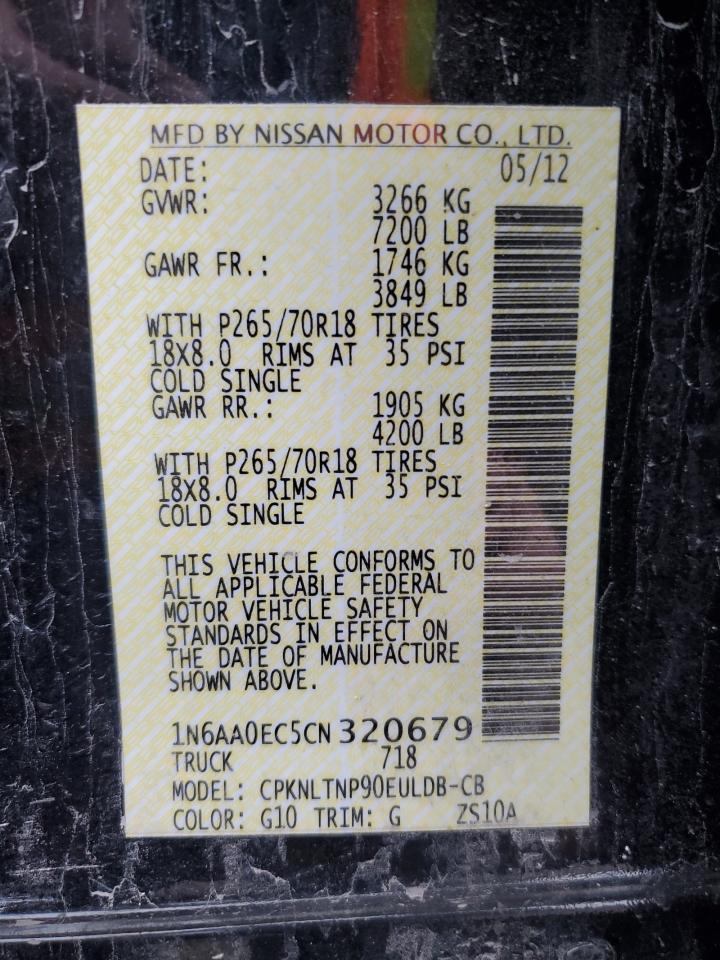 MFD BY NISSAN MOTOR CO., LTD.
DATE: 05/12
GVWR: 3266 KG
7200 LB
GAWR FR.: 1746 KG
3849 LB
WITH P265/70R18 TIRES
18X8.0 RIMS AT 35 PSI
COLD SINGLE
GAWR RR.: 1905 KG
4200 LB
WITH P265/70R18 TIRES
18X8.0 RIMS AT 35 PSI
COLD SINGLE
THIS VEHICLE CONFORMS TO
ALL APPLICABLE FEDERAL
MOTOR VEHICLE SAFETY
STANDARDS IN EFFECT ON
THE DATE OF MANUFACTURE
SHOWN ABOVE.
1N6AA0EC5CN320679
TRUCK 718
MODEL: CPKNLTNP90EULDB-CB
COLOR: G10 TRIM: G ZS10A